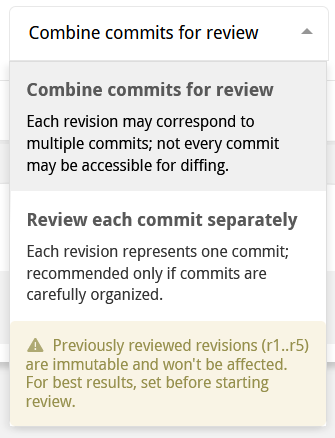 Combine commits for review
Combine commits for review
Each revision may correspond to
multiple commits; not every commit
may be accessible for diffing.
Review each commit separately
Each revision represents one commit;
recommended only if commits are
carefully organized.
Previously reviewed revisions (r1..r5)
are immutable and won't be affected.
For best results, set before starting
review.